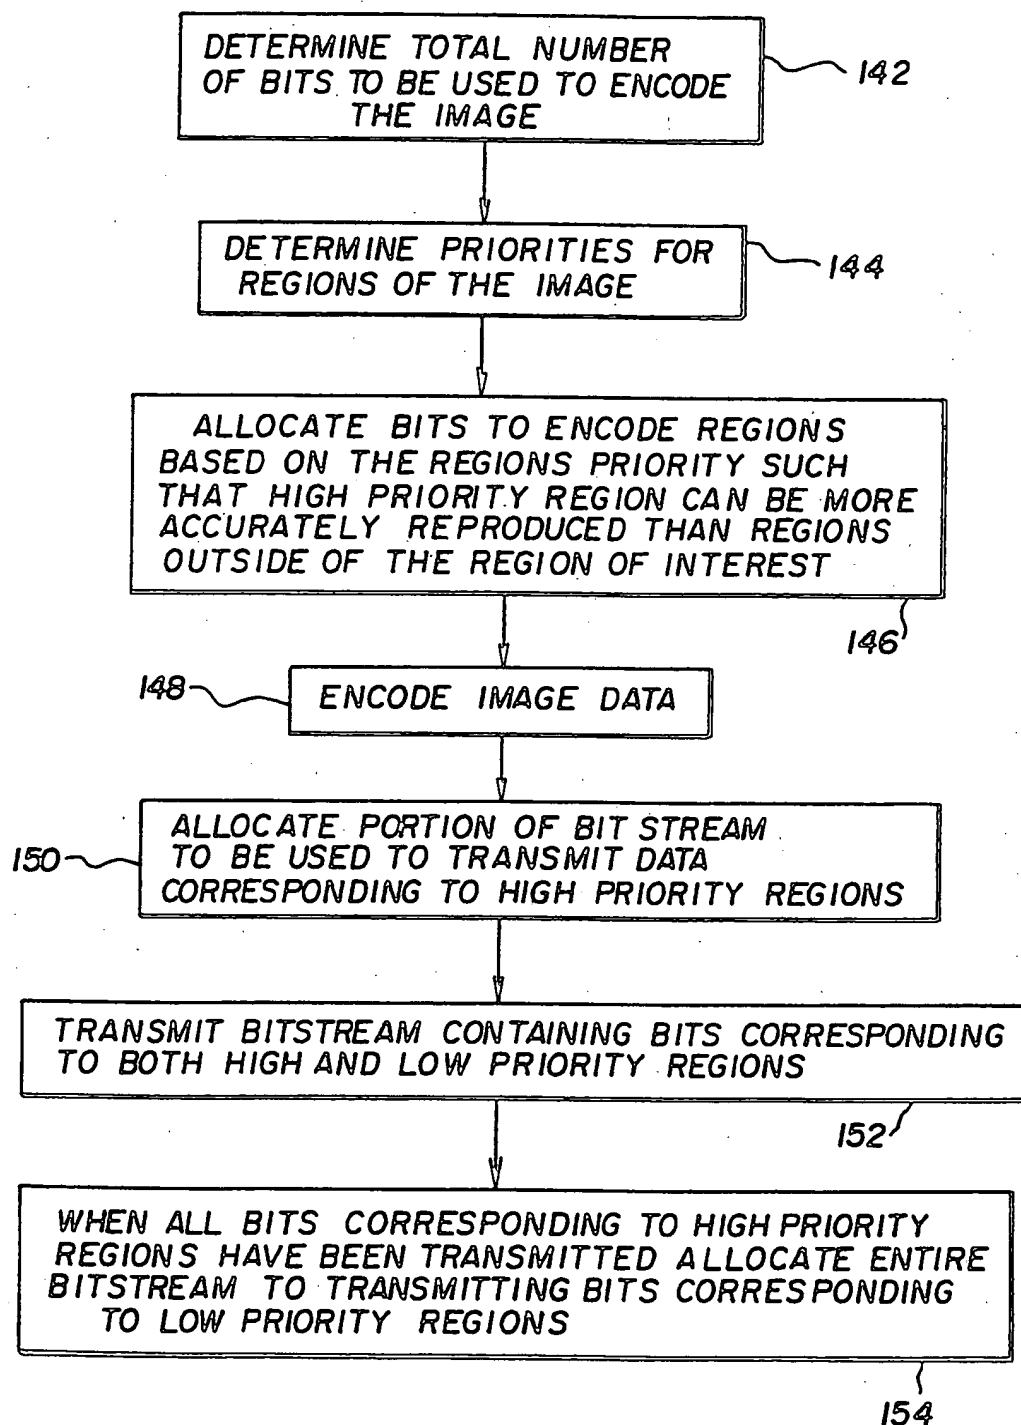 DETERMINE TOTAL NUMBER
OF BITS TO BE USED TO ENCODE
THE IMAGE
142
DETERMINE PRIORITIES FOR
REGIONS OF THE IMAGE
144
ALLOCATE BITS TO ENCODE REGIONS
BASED ON THE REGIONS PRIORITY SUCH
THAT HIGH PRIORITY REGION CAN BE MORE
ACCURATELY REPRODUCED THAN REGIONS
OUTSIDE OF THE REGION OF INTEREST
146
148
ENCODE IMAGE DATA
150
ALLOCATE PORTION OF BIT STREAM
TO BE USED TO TRANSMIT DATA
CORRESPONDING TO HIGH PRIORITY REGIONS
TRANSMIT BITSTREAM CONTAINING BITS CORRESPONDING
TO BOTH HIGH AND LOW PRIORITY REGIONS
152
WHEN ALL BITS CORRESPONDING TO HIGH PRIORITY
REGIONS HAVE BEEN TRANSMITTED ALLOCATE ENTIRE
BITSTREAM TO TRANSMITTING BITS CORRESPONDING
TO LOW PRIORITY REGIONS
154